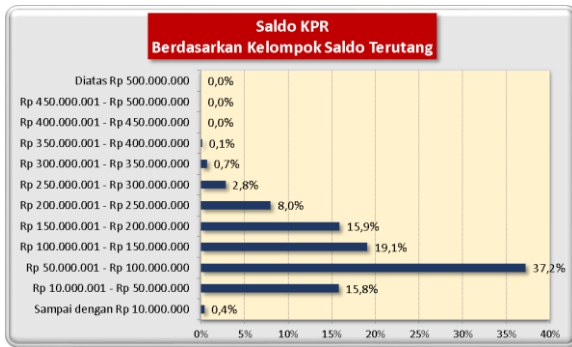 Saldo KPR
Berdasarkan Kelompok Saldo Terutang
Diatas Rp 500.000.000 0,0%
Rp 450.000.001 - Rp 500.000.000 0,0%
Rp 400.000.001 - Rp 450.000.000 0,0%
Rp 350.000.001 - Rp 400.000.000 0,1%
Rp 300.000.001 - Rp 350.000.000 0,7%
Rp 250.000.001 - Rp 300.000.000 2,8%
Rp 200.000.001 - Rp 250.000.000 8,0%
Rp 150.000.001 - Rp 200.000.000 15,9%
Rp 100.000.001 - Rp 150.000.000 19,1%
Rp 50.000.001 - Rp 100.000.000 37,2%
Rp 10.000.001 - Rp 50.000.000 15,8%
Sampai dengan Rp 10.000.000 0,4%
0% 5% 10% 15% 20% 25% 30% 35% 40%